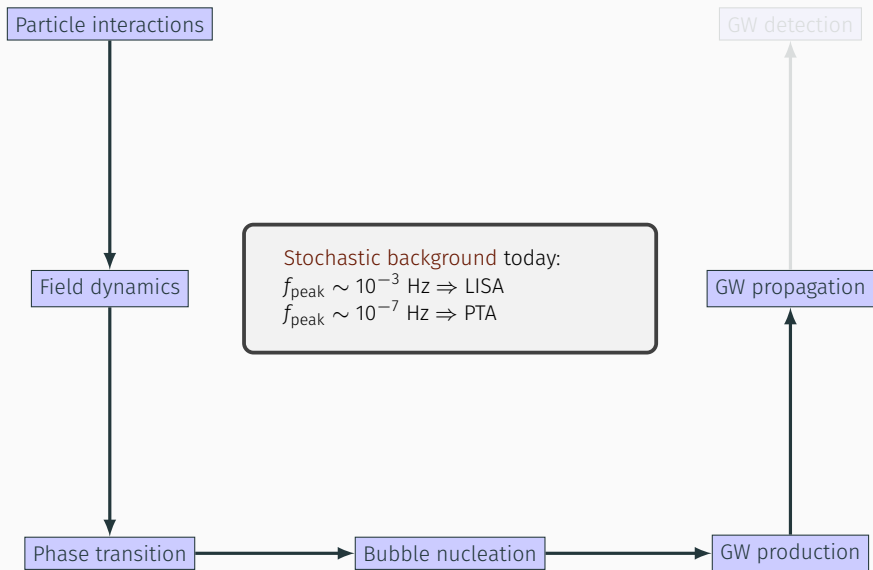 Particle interactions
GW detection
Stochastic background today:
f_peak ∼ 10^−3 Hz ⇒ LISA
f_peak ∼ 10^−7 Hz ⇒ PTA
Field dynamics
GW propagation
Phase transition
Bubble nucleation
GW production